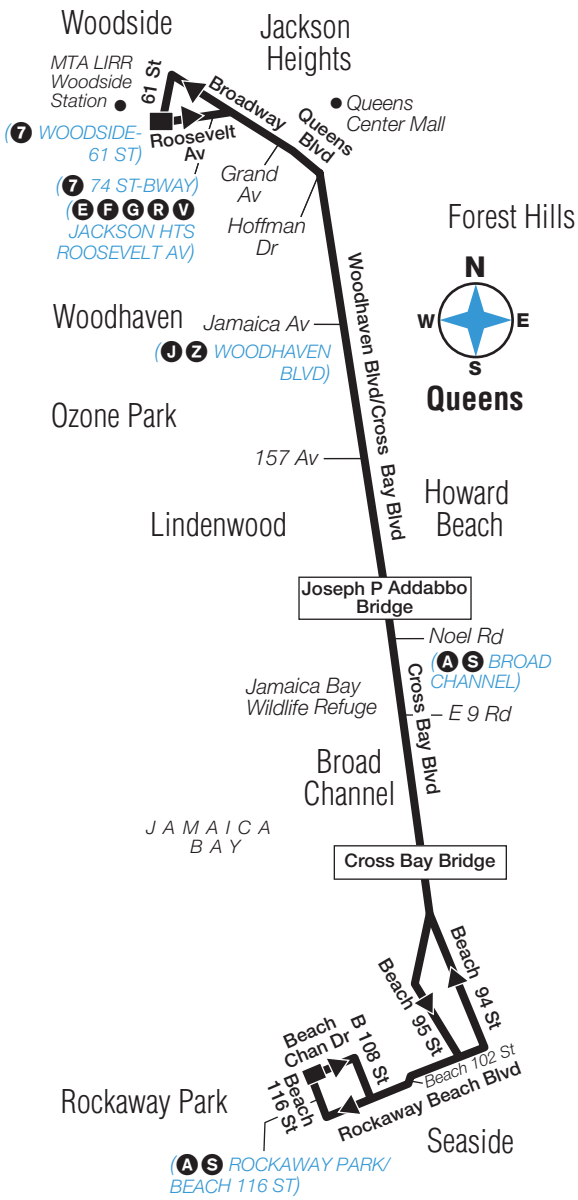 Woodside
Jackson
Heights
MTA LIRR
Woodside
Station
61 St
Broadway
Queens
Blvd
Queens
Center Mall
(7 WOODSIDE-
61 ST)
Roosevelt
Av
(7 74 ST-BWAY)
(E F G R V
JACKSON HTS
ROOSEVELT AV)
Grand
Av
Hoffman
Dr
Forest Hills
N
W
E
S
Queens
Woodhaven
Jamaica Av
(J Z WOODHAVEN
BLVD)
Woodhaven Blvd/Cross
Bay Blvd
Ozone Park
157 Av
Howard
Beach
Lindenwood
Joseph P Addabbo
Bridge
Noel Rd
(A S BROAD
CHANNEL)
Jamaica Bay
Wildlife Refuge
Cross Bay Blvd
E 9 Rd
Broad
Channel
JAMAICA
BAY
Cross Bay Bridge
Beach 94 St
Beach 95 St
Beach
Chan Dr
B 108 St
Beach
116 St
Beach 102 St
Rockaway Beach Blvd
Rockaway Park
Seaside
(A S ROCKAWAY PARK/
BEACH 116 ST)